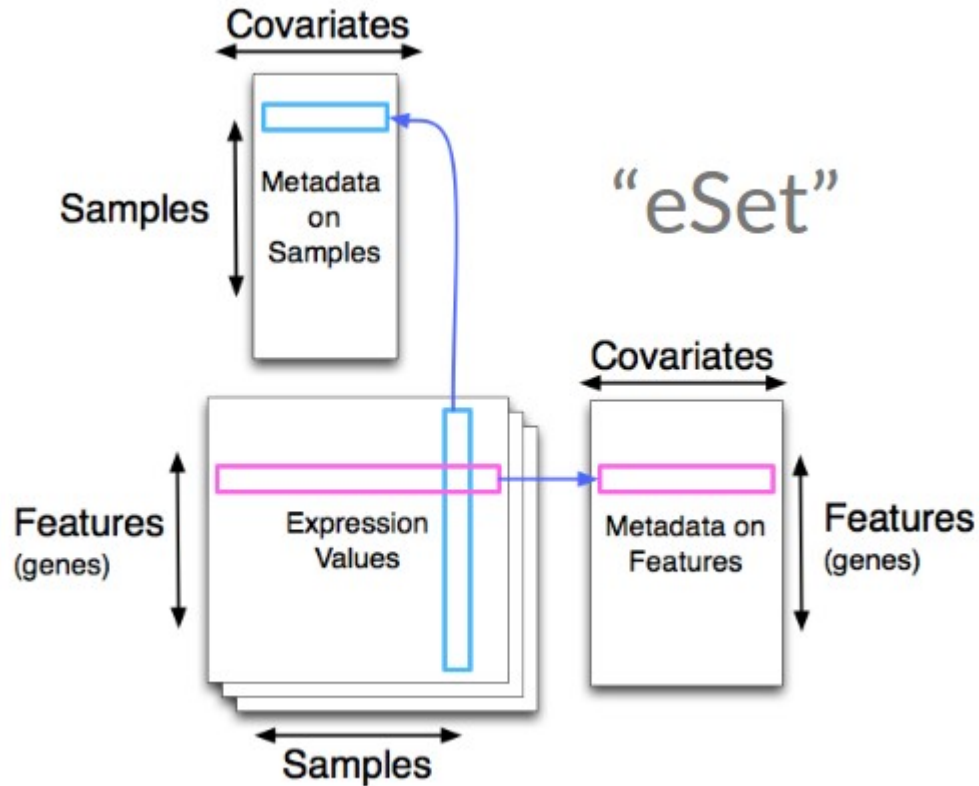 Covariates
Samples
Metadata
on
Samples
“eSet”
Covariates
Features
(genes)
Expression
Values
Metadata on
Features
Features
(genes)
Samples